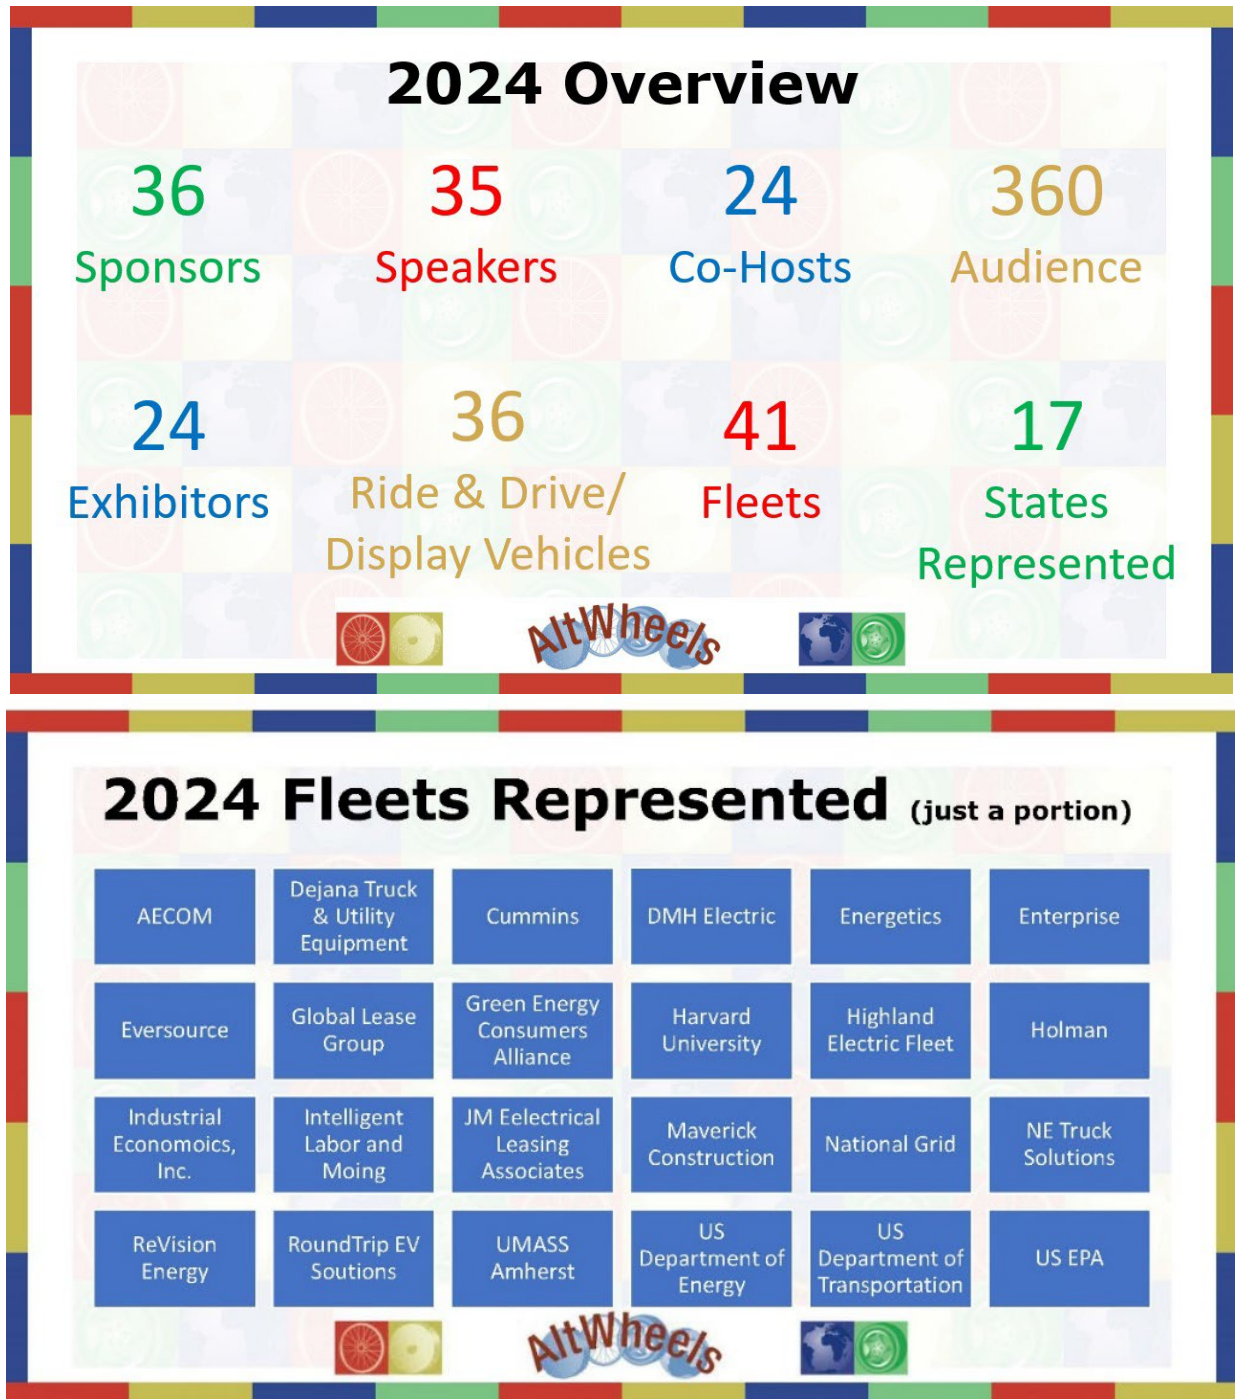 2024 Overview
36
Sponsors
35
Speakers
24
Co-Hosts
360
Audience
24
Exhibitors
36
Ride & Drive/
Display Vehicles
41
Fleets
17
States
Represented
AltWheels
2024 Fleets Represented (just a portion)
AECOM
Dejana Truck
& Utility
Equipment
Cummins
DMH Electric
Energetics
Enterprise
Eversource
Global Lease
Group
Green Energy
Consumers
Alliance
Harvard
University
Highland
Electric Fleet
Holman
Industrial
Economoics,
Inc.
Intelligent
Labor and
Moing
JM Eelectrical
Leasing
Associates
Maverick
Construction
National Grid
NE Truck
Solutions
ReVision
Energy
RoundTrip EV
Soutions
UMASS
Amherst
US
Department of
Energy
US
Department of
Transportation
US EPA
AltWheels